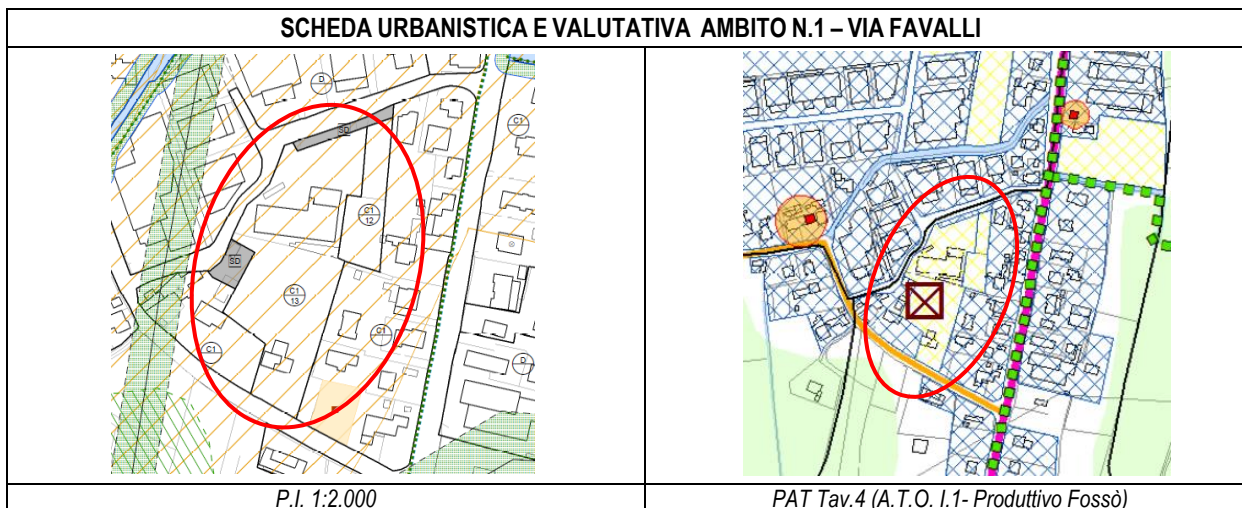 SCHEDA URBANISTICA E VALUTATIVA AMBITO N.1 – VIA FAVALLI
D
SD
C1
C1
12
SD
C1
13
C1
C1
D
P.I. 1:2.000
PAT Tav.4 (A.T.O. I.1- Produttivo Fossò)